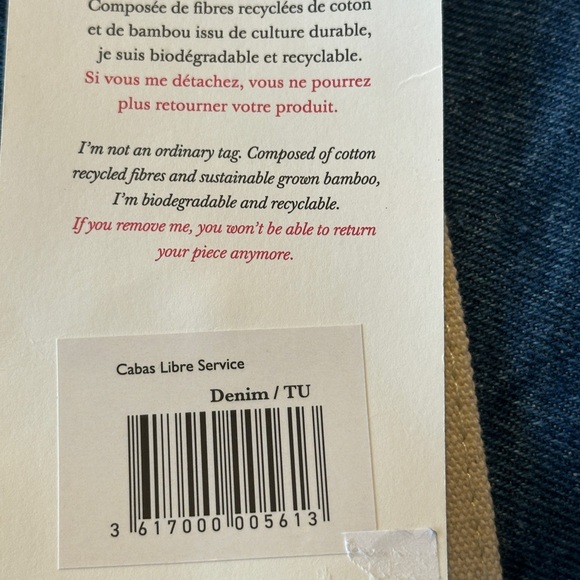 Composée de fibres recyclées de coton
et de bambou issu de culture durable,
je suis biodégradable et recyclable.
Si vous me détachez, vous ne pourrez
plus retourner votre produit.
I'm not an ordinary tag. Composed of cotton
recycled fibres and sustainable grown bamboo,
I'm biodegradable and recyclable.
If you remove me, you won't be able to return
your piece anymore.
Cabas Libre Service
Denim / TU
3 617000 005613